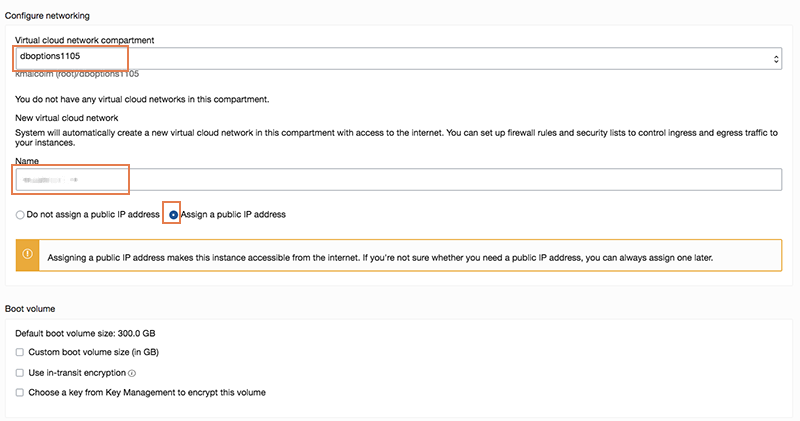 Configure networking
Virtual cloud network compartment
dboptions1105
kmalcolm (root)/dboptions1105
You do not have any virtual cloud networks in this compartment.
New virtual cloud network
System will automatically create a new virtual cloud network in this compartment with access to the internet. You can set up firewall rules and security lists to control ingress and egress traffic to
your instances.
Name
Do not assign a public IP address Assign a public IP address
Assigning a public IP address makes this instance accessible from the internet. If you're not sure whether you need a public IP address, you can always assign one later.
Boot volume
Default boot volume size: 300.0 GB
Custom boot volume size (in GB)
Use in-transit encryption
Choose a key from Key Management to encrypt this volume